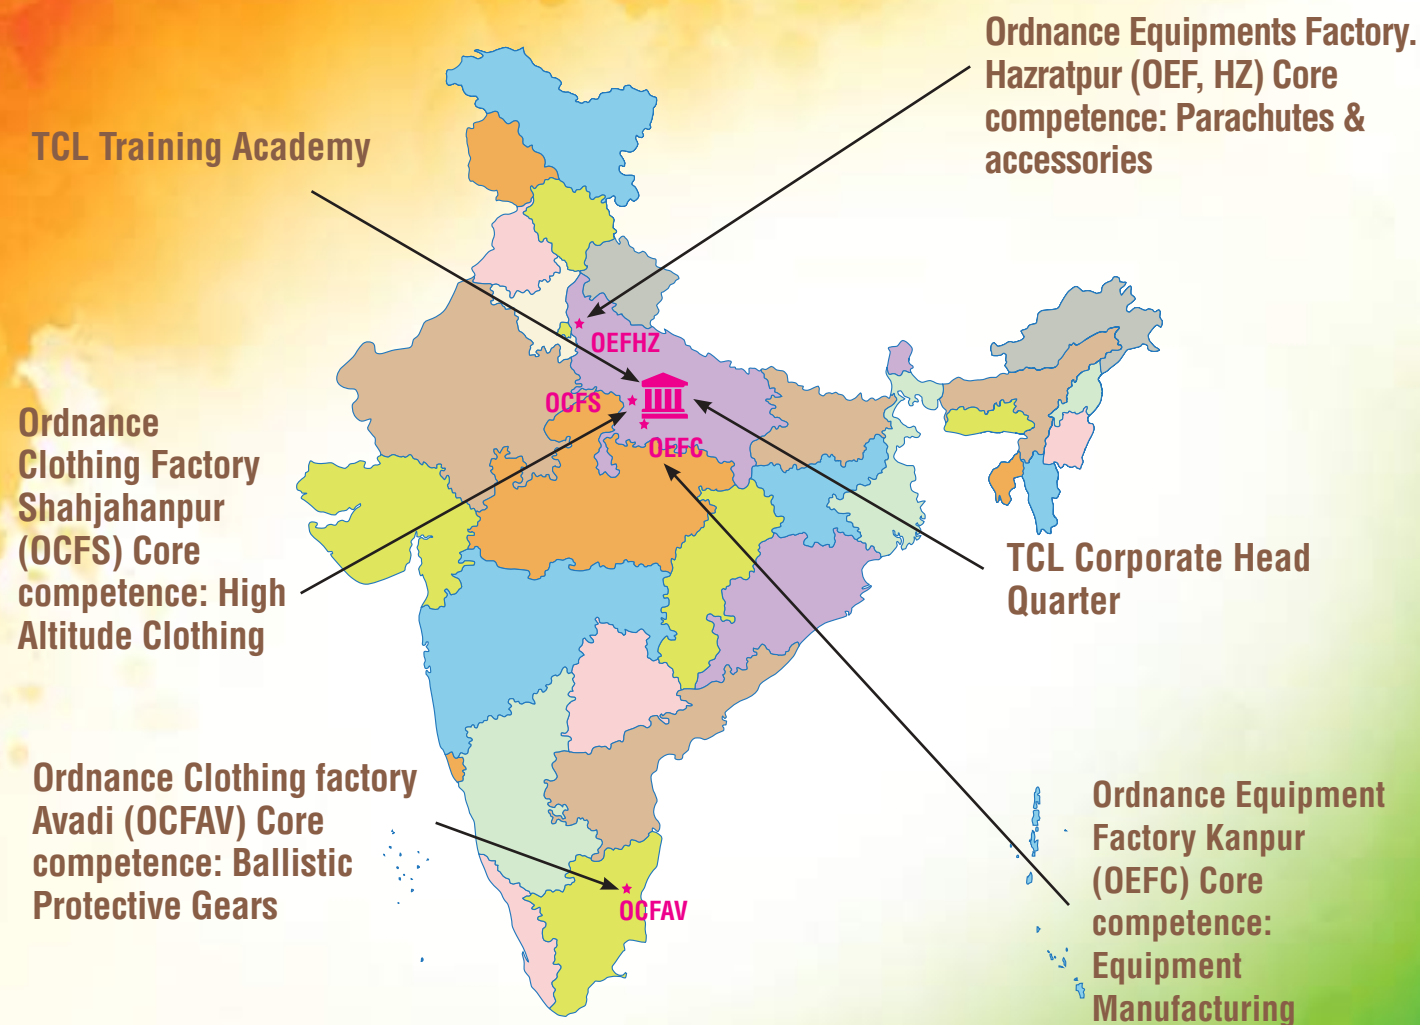 Ordnance Equipments Factory.
Hazratpur (OEF, HZ) Core
competence: Parachutes &
accessories
TCL Training Academy
OEFHZ
OCFS
OEFC
Ordnance
Clothing Factory
Shahjahanpur
(OCFS) Core
competence: High
Altitude Clothing
TCL Corporate Head
Quarter
Ordnance Clothing factory
Avadi (OCFAV) Core
competence: Ballistic
Protective Gears
OCFAV
Ordnance Equipment
Factory Kanpur
(OEFC) Core
competence:
Equipment
Manufacturing